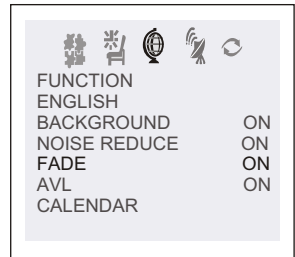 FUNCTION
ENGLISH
BACKGROUND ON
NOISE REDUCE ON
FADE ON
AVL ON
CALENDAR